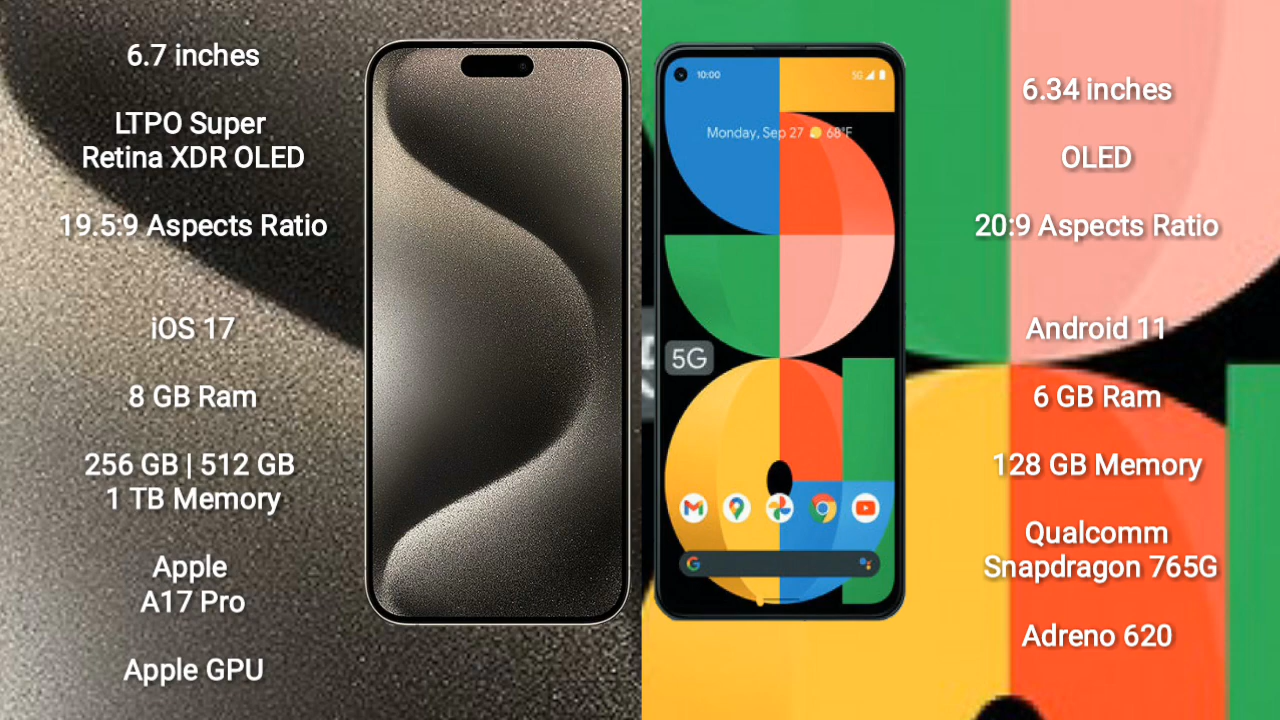 6.7 inches
LTPO Super
Retina XDR OLED
19.5:9 Aspects Ratio
iOS 17
8 GB Ram
256 GB | 512 GB
1 TB Memory
Apple
A17 Pro
Apple GPU
10:00
5G
Monday, Sep 27 68°F
5G
6.34 inches
OLED
20:9 Aspects Ratio
Android 11
6 GB Ram
128 GB Memory
Qualcomm
Snapdragon 765G
Adreno 620